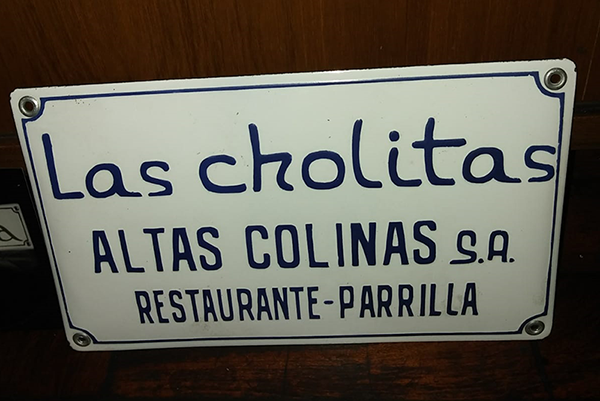 Las cholitas
ALTAS COLINAS S.A.
RESTAURANTE-PARRILLA